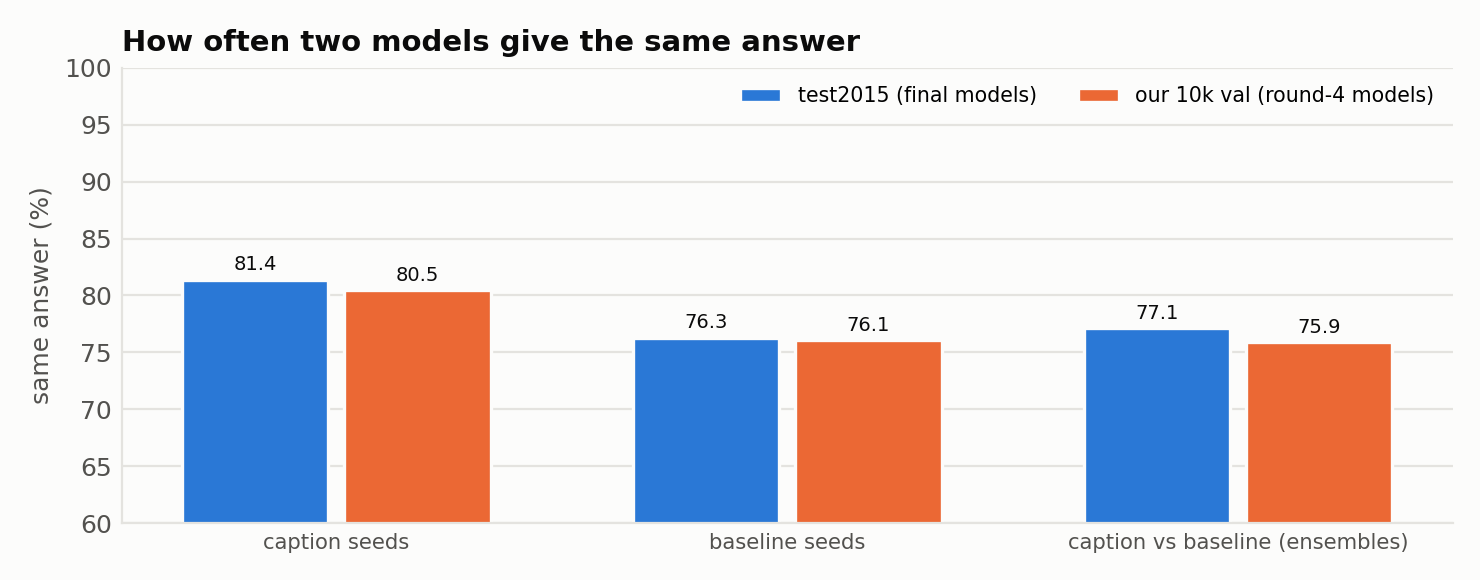 How often two models give the same answer
100
95
90
85
80
75
70
65
60
same answer (%)
test2015 (final models)
our 10k val (round-4 models)
81.4
80.5
76.3
76.1
77.1
75.9
caption seeds
baseline seeds
caption vs baseline (ensembles)